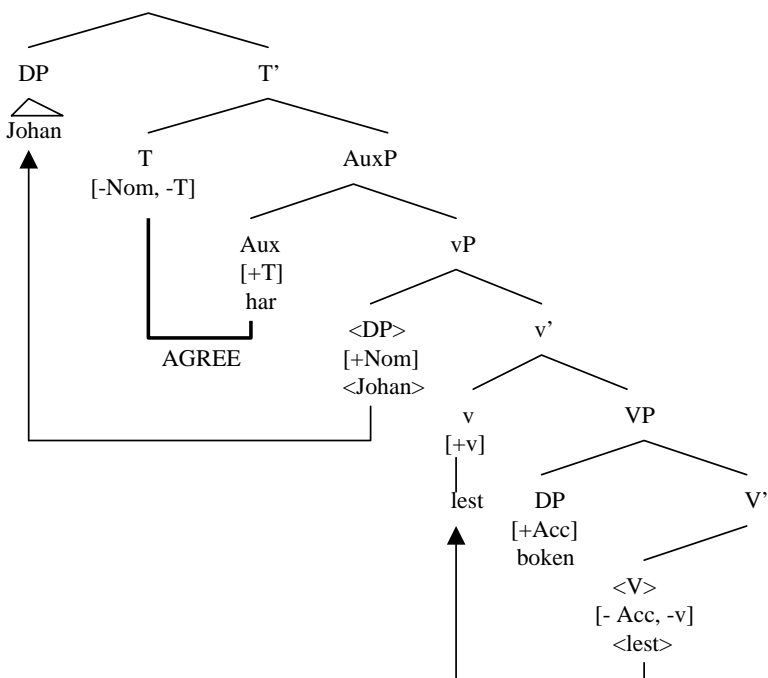 DP
T’
Johan
T
[-Nom, -T]
AuxP
Aux
[+T]
har
vP
AGREE
<DP>
[+Nom]
<Johan>
v’
v
[+v]
lest
VP
DP
[+Acc]
boken
V’
<V>
[- Acc, -v]
<lest>